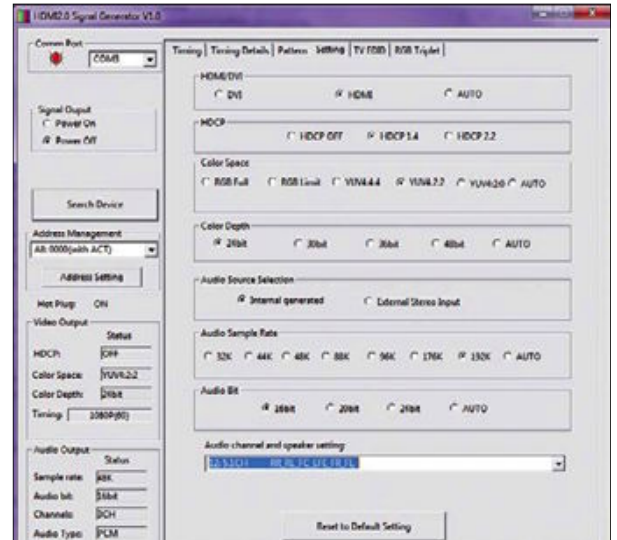 HDMI2.0 Signal Generator V1.0
Comm Port
COM8
Signal Ouput
Power On
Power Off
Search Device
Address Management
All: 0000(with ACT)
Address Setting
Hot Plug: ON
Video Output
Status
HDCP: OFF
Color Space: YUV4:2:2
Color Depth: 24bit
Timing: 1080P(60)
Audio Output
Status
Sample rate: 48K
Audio bit: 16bit
Channels: 2CH
Audio Type: PCM
Timing Timing Details Pattern Setting TV EDID RGB Triplet
HDMI/DVI
DVI HDMI AUTO
HDCP
HDCP OFF HDCP 1.4 HDCP 2.2
Color Space
RGB Full RGB Limit YUV4:4:4 YUV4:2:2 YUV4:2:0 AUTO
Color Depth
24bit 30bit 36bit 48bit AUTO
Audio Source Selection
Internal generated External Stereo Input
Audio Sample Rate
32K 44K 48K 88K 96K 176K 192K AUTO
Audio Bit
16bit 20bit 24bit AUTO
Audio channel and speaker setting:
Reset to Default Setting